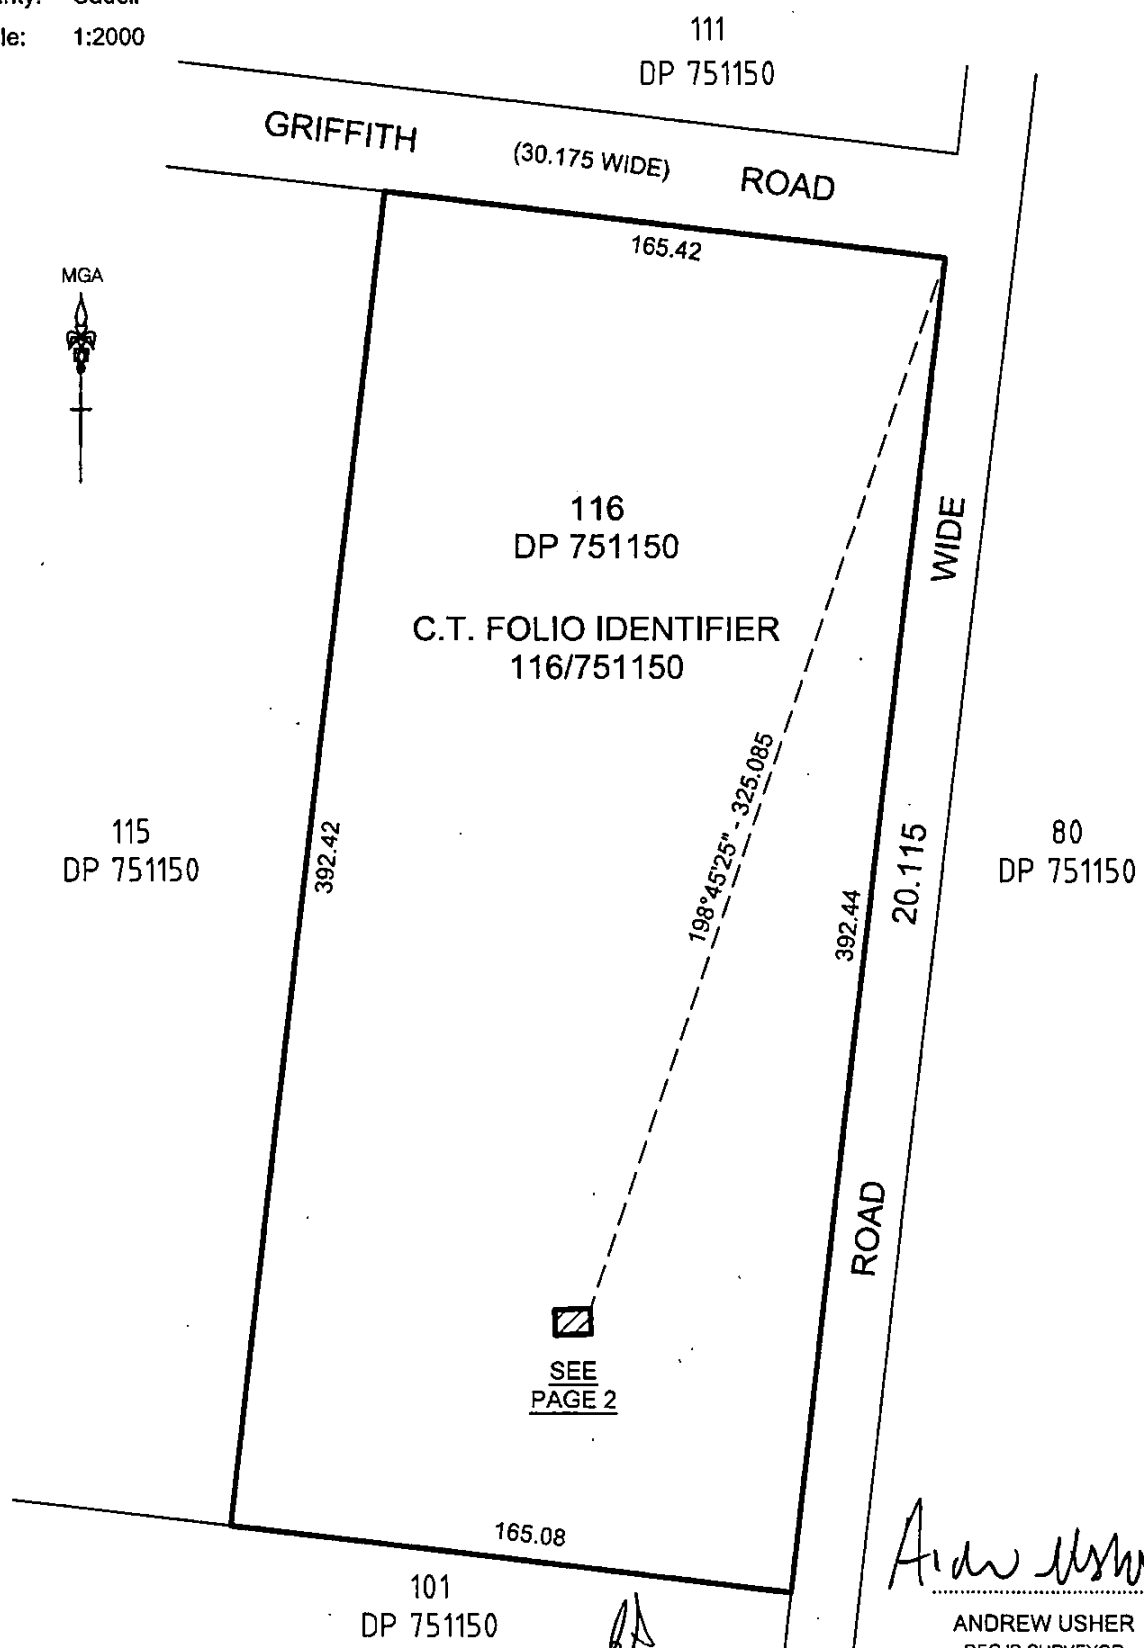 1:2000
111
DP 751150
GRIFFITH (30.175 WIDE) ROAD
165.42
MGA
116
DP 751150
C.T. FOLIO IDENTIFIER
116/751150
WIDE
198°45'25" - 325.085
115
DP 751150
392.42
392.44
20.115
80
DP 751150
ROAD
SEE
PAGE 2
165.08
101
DP 751150
ANDREW USHER